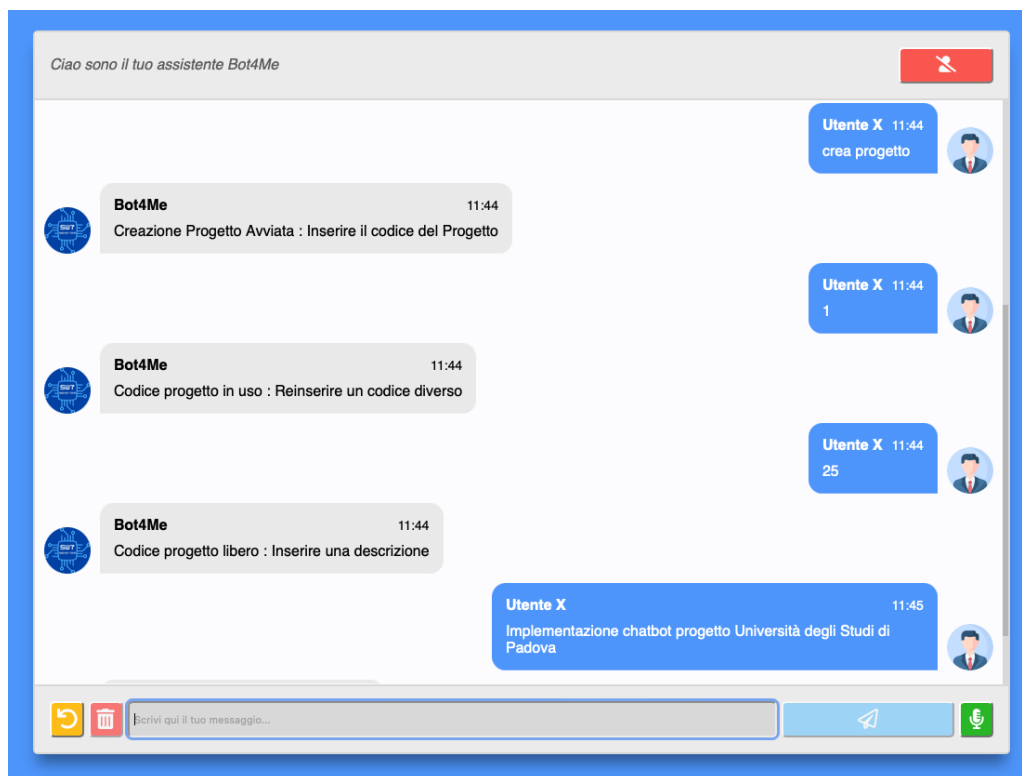 Ciao sono il tuo assistente Bot4Me
Utente X 11:44
crea progetto
Bot4Me 11:44
Creazione Progetto Avviata : Inserire il codice del Progetto
Utente X 11:44
1
Bot4Me 11:44
Codice progetto in uso : Reinserire un codice diverso
Utente X 11:44
25
Bot4Me 11:44
Codice progetto libero : Inserire una descrizione
Utente X 11:45
Implementazione chatbot progetto Università degli Studi di
Padova
Scrivi qui il tuo messaggio...